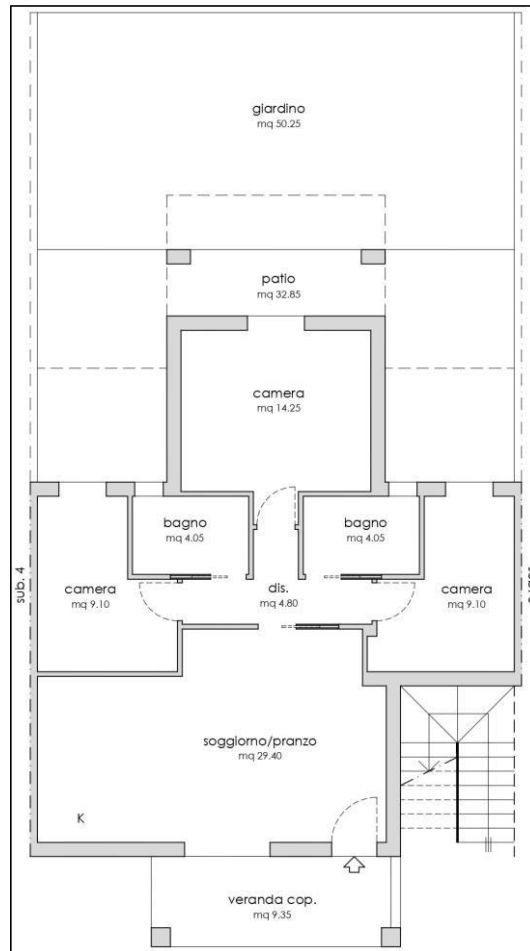 giardino
mq 50.25
patio
mq 32.85
camera
mq 14.25
bagno
mq 4.05
bagno
mq 4.05
sub. 4
camera
mq 9.10
dis.
mq 4.80
camera
mq 9.10
soggiorno/pranzo
mq 29.40
K
veranda cop.
mq 9.35